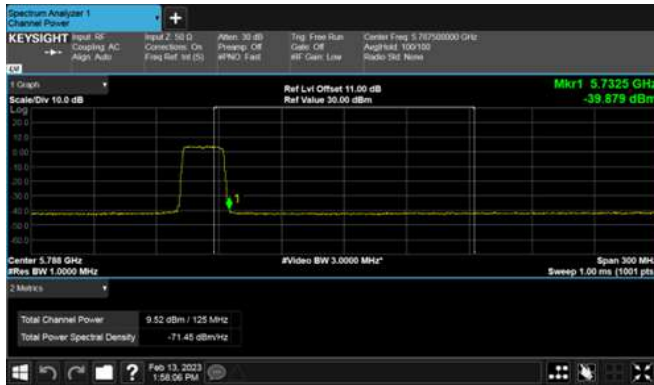 Spectrum Analyzer 1
Channel Power
KEYSIGHT
Input: RF
Coupling: AC
Align: Auto
Input Z: 50 Ω
Corrections: On
Freq Ref: Int (S)
Atten: 30 dB
Preamp: Off
#PNO: Fast
Trig: Free Run
Gate: Off
#IF Gain: Low
Center Freq: 5.787500000 GHz
Avg|Hold: 100/100
Radio Std: None
1 Graph
Scale/Div 10.0 dB
Ref Lvl Offset 11.00 dB
Ref Value 30.00 dBm
Mkr1 5.7325 GHz
-39.879 dBm
Log
20.0
10.0
0.00
-10.0
-20.0
-30.0
-40.0
-50.0
-60.0
1
Center 5.788 GHz
#Video BW 3.0000 MHz*
Span 300 MH
#Res BW 1.0000 MHz
Sweep 1.00 ms (1001 pts
2 Metrics
Total Channel Power 9.52 dBm / 125 MHz
Total Power Spectral Density -71.45 dBm/Hz
?
Feb 13, 2023
1:58:06 PM